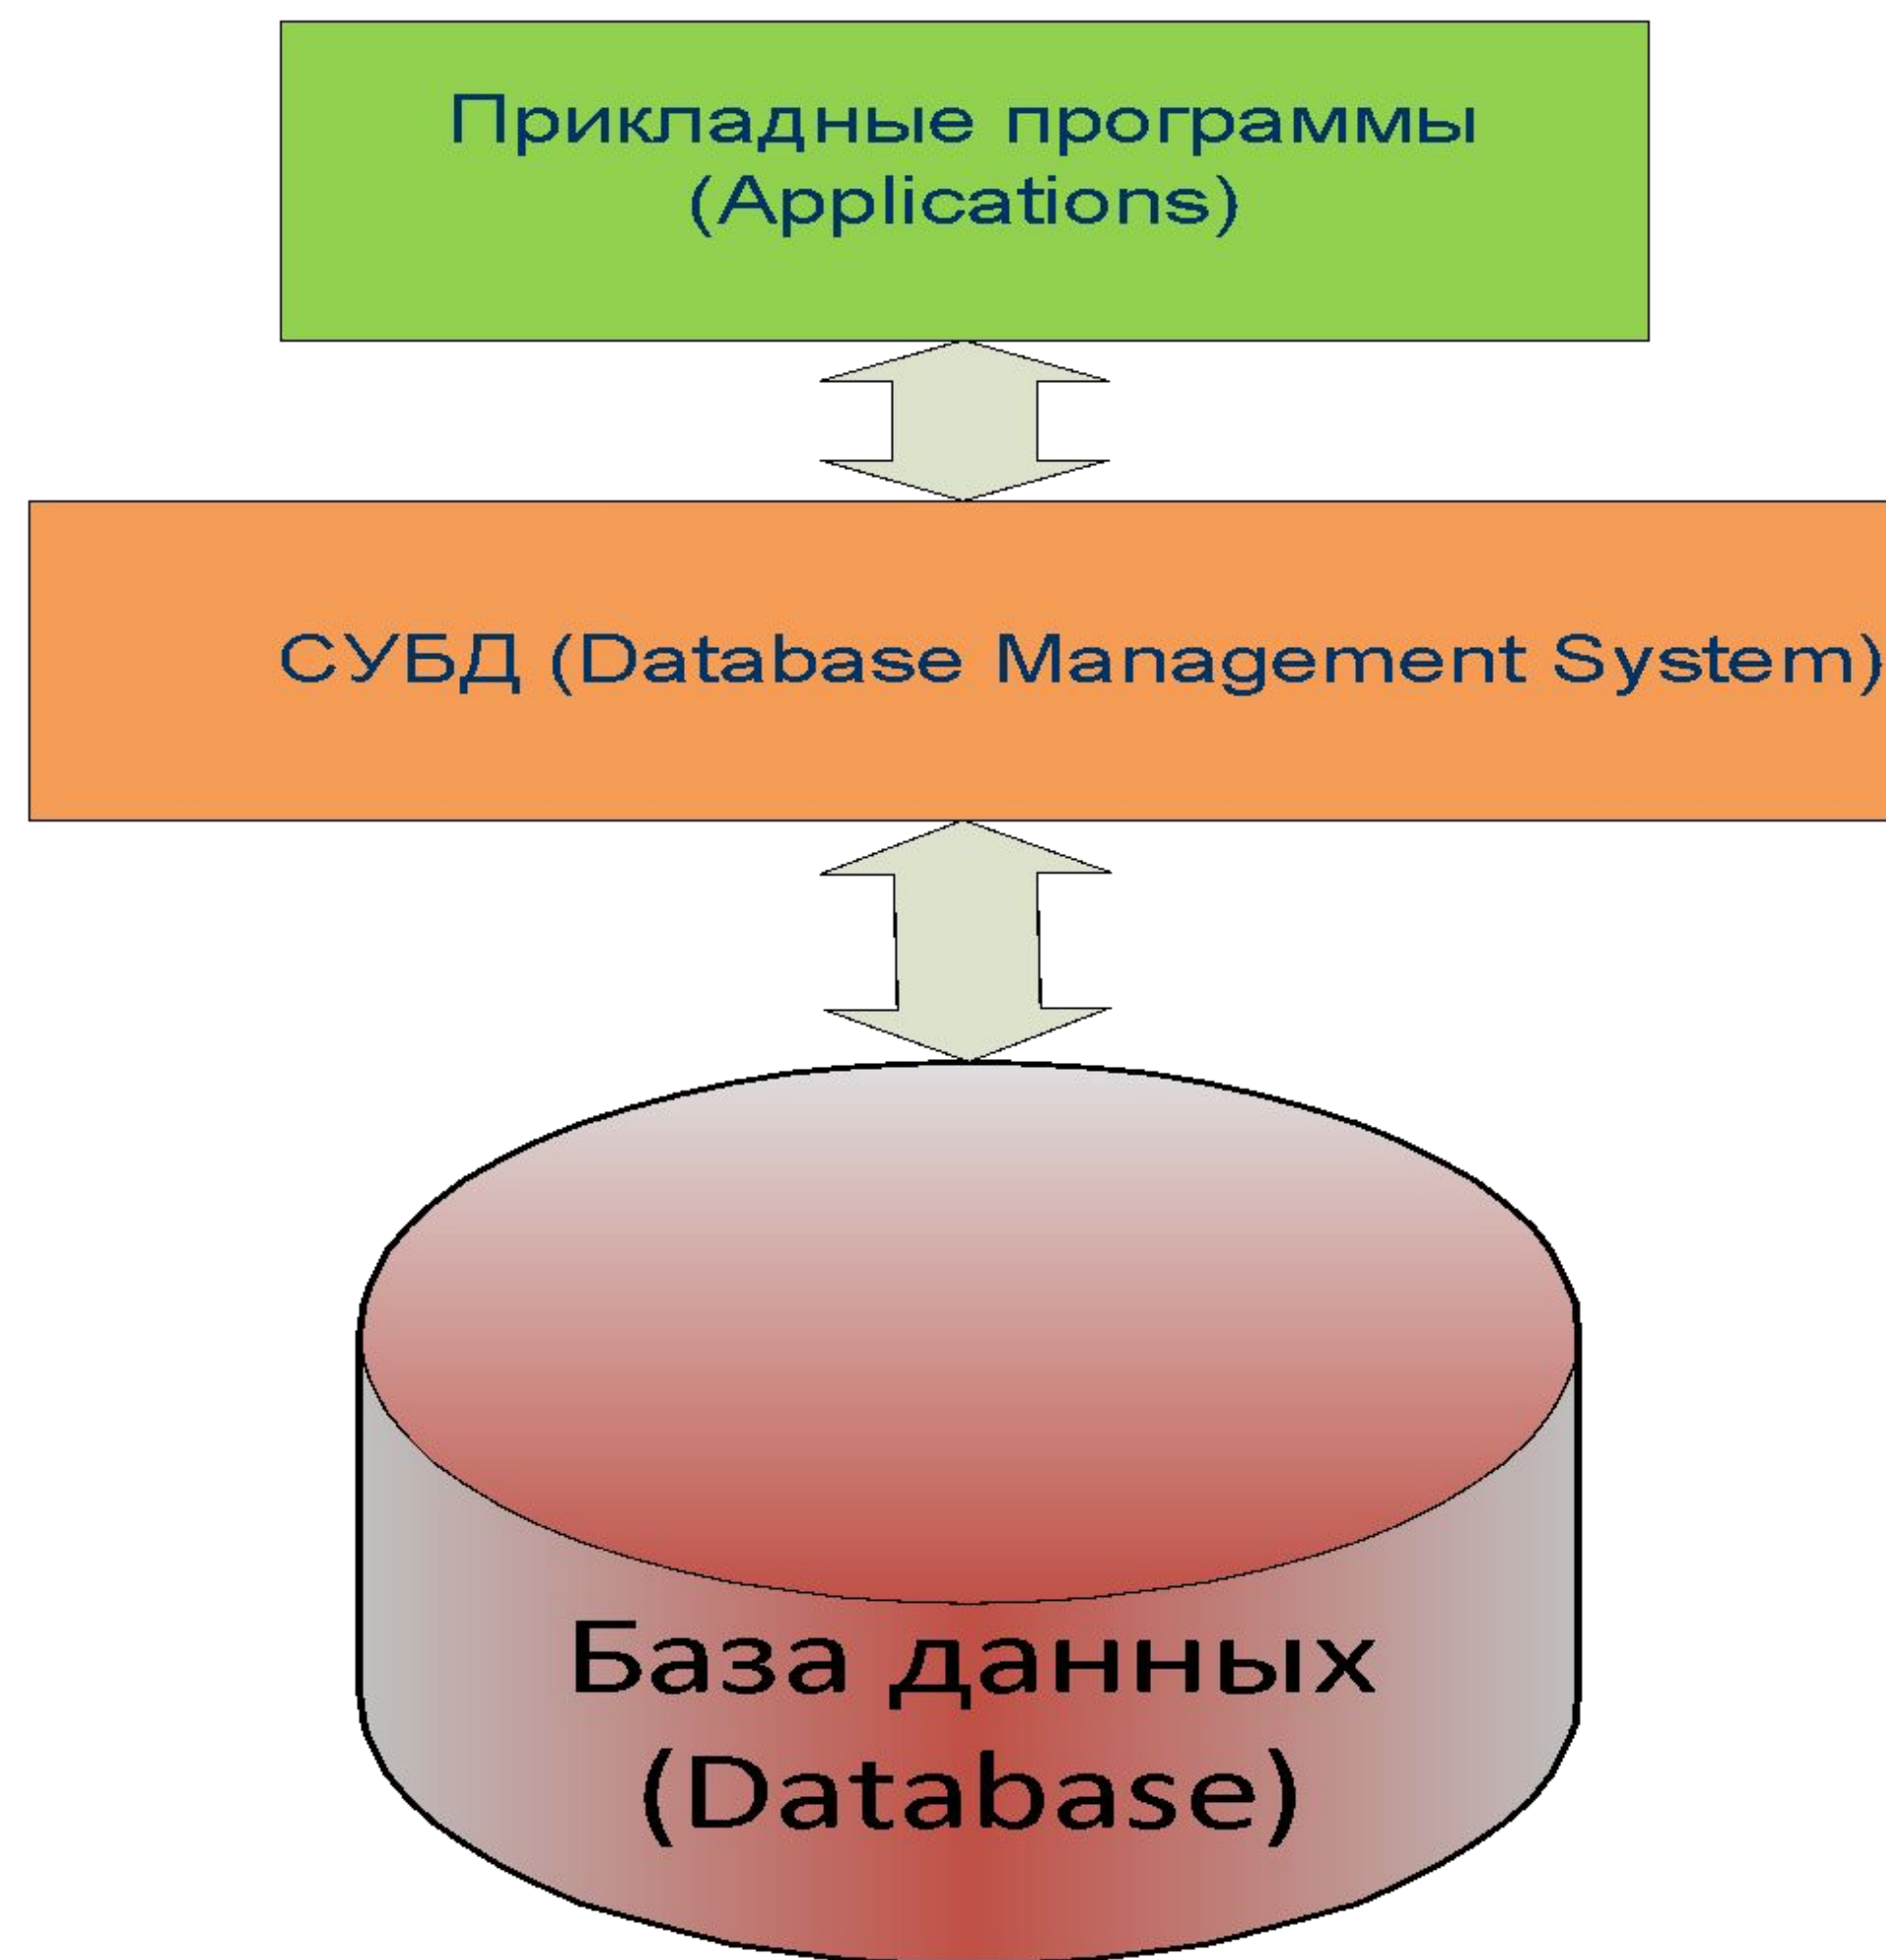 Прикладные программы
(Applications)
СУБД (Database Management System)
База данных
(Database)